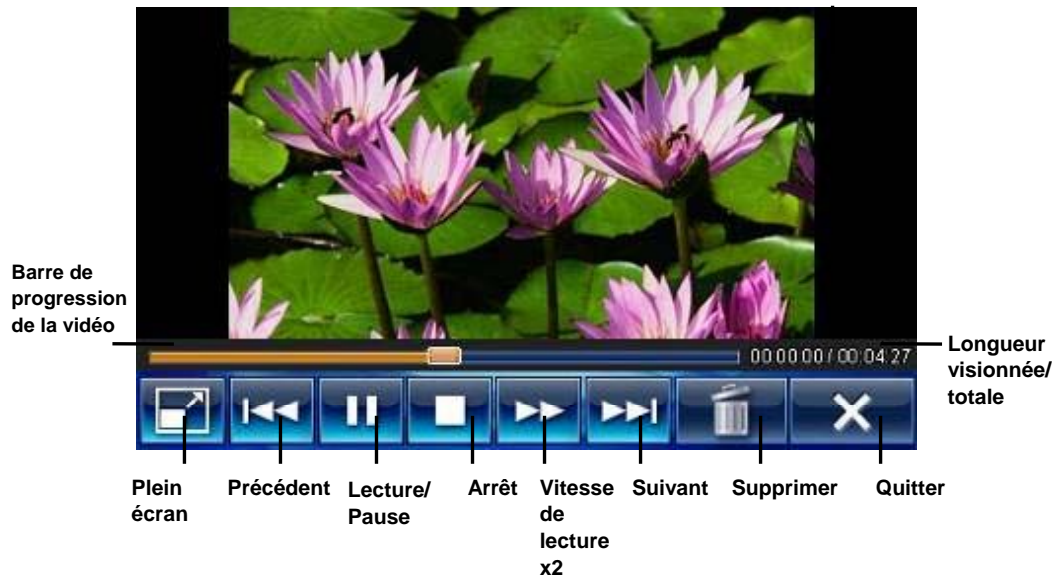 Barre de
progression
de la vidéo
00:00:00 / 00:04:27
Longueur
visionnée/
totale
Plein
écran
Précédent
Lecture/
Pause
Arrêt
Vitesse
de
lecture
x2
Suivant
Supprimer
Quitter